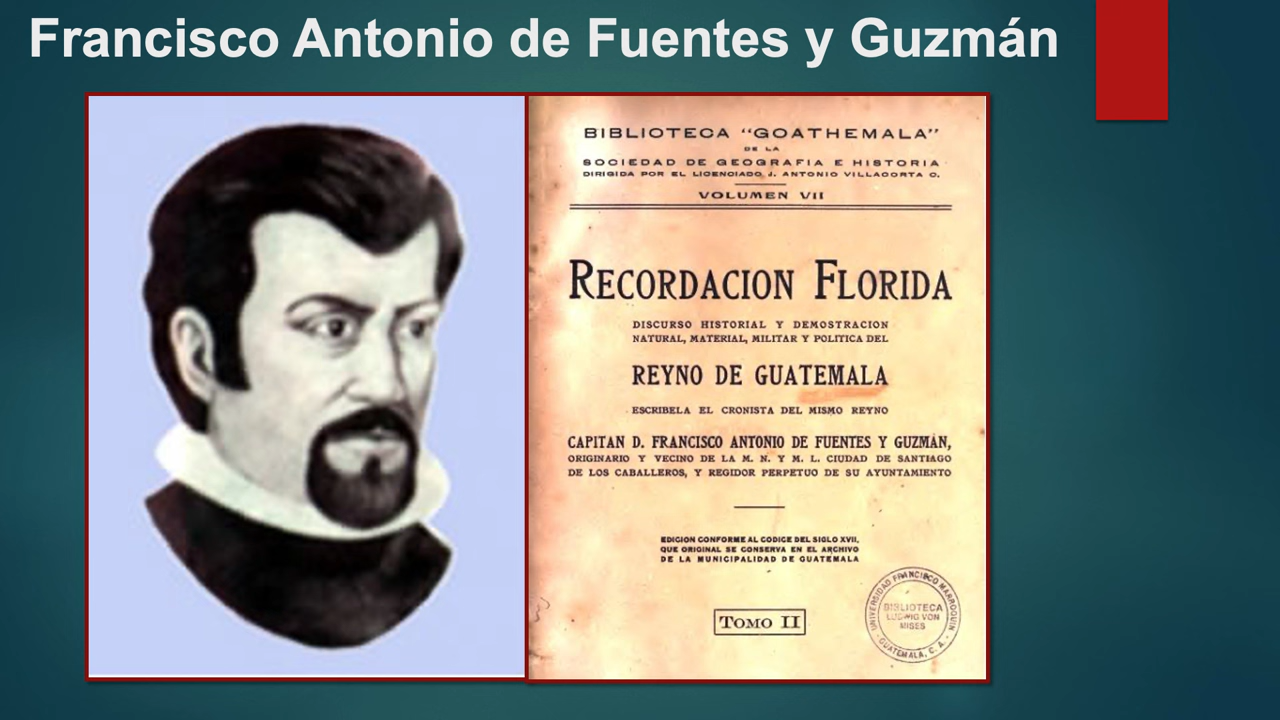 Francisco Antonio de Fuentes y Guzmán
BIBLIOTECA "GOATHEMALA"
DE LA
SOCIEDAD DE GEOGRAFIA E HISTORIA
DIRIGIDA POR EL LICENCIADO J. ANTONIO VILLACORTA C.
VOLUMEN VII
RECORDACION FLORIDA
DISCURSO HISTORIAL Y DEMOSTRACION
NATURAL, MATERIAL, MILITAR Y POLITICA DEL
REYNO DE GUATEMALA
ESCRIBELA EL CRONISTA DEL MISMO REYNO
CAPITAN D. FRANCISCO ANTONIO DE FUENTES Y GUZMÁN,
ORIGINARIO Y VECINO DE LA M. N. Y M. L. CIUDAD DE SANTIAGO
DE LOS CABALLEROS, Y REGIDOR PERPETUO DE SU AYUNTAMIENTO
EDICION CONFORME AL CODICE DEL SIGLO XVII,
QUE ORIGINAL SE CONSERVA EN EL ARCHIVO
DE LA MUNICIPALIDAD DE GUATEMALA
TOMO II
UNIVERSIDAD FRANCISCO MARROQUIN
BIBLIOTECA
LUDWIG VON
MISES
GUATEMALA, C. A.